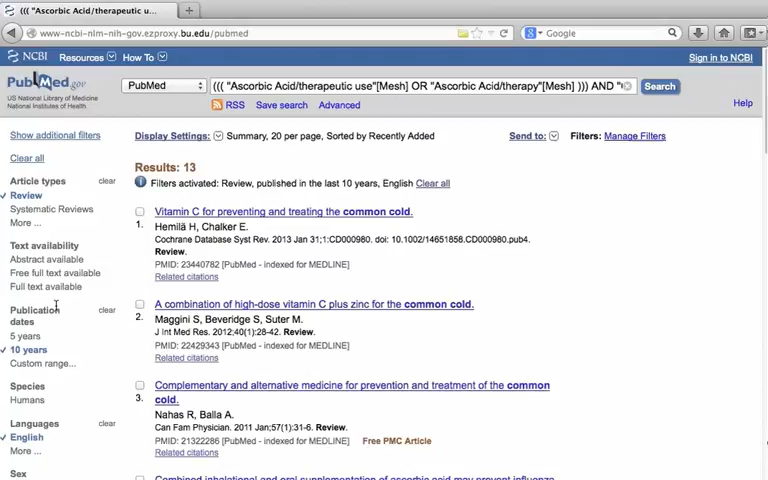 ((( "Ascorbic Acid/therapeutic u...
www-ncbi-nlm-nih-gov.ezproxy.bu.edu/pubmed
Google
NCBI Resources How To Sign in to NCBI
PubMed.gov
US National Library of Medicine
National Institutes of Health
PubMed
((( "Ascorbic Acid/therapeutic use"[Mesh] OR "Ascorbic Acid/therapy"[Mesh] ))) AND "
Search
RSS Save search Advanced
Help
Show additional filters
Clear all
Article types clear
Review
Systematic Reviews
More ...
Text availability
Abstract available
Free full text available
Full text available
Publication dates clear
5 years
10 years
Custom range...
Species
Humans
Languages clear
English
More ...
Sex
Display Settings: Summary, 20 per page, Sorted by Recently Added
Send to:
Filters: Manage Filters
Results: 13
Filters activated: Review, published in the last 10 years, English Clear all
Vitamin C for preventing and treating the common cold.
1. Hemilä H, Chalker E.
Cochrane Database Syst Rev. 2013 Jan 31;1:CD000980. doi: 10.1002/14651858.CD000980.pub4.
Review.
PMID: 23440782 [PubMed - indexed for MEDLINE]
Related citations
A combination of high-dose vitamin C plus zinc for the common cold.
2. Maggini S, Beveridge S, Suter M.
J Int Med Res. 2012;40(1):28-42. Review.
PMID: 22429343 [PubMed - indexed for MEDLINE]
Related citations
Complementary and alternative medicine for prevention and treatment of the common
3. cold.
Nahas R, Balla A.
Can Fam Physician. 2011 Jan;57(1):31-6. Review.
PMID: 21322286 [PubMed - indexed for MEDLINE] Free PMC Article
Related citations
Combined inhalational and oral supplementation of ascorbic acid may prevent influenza